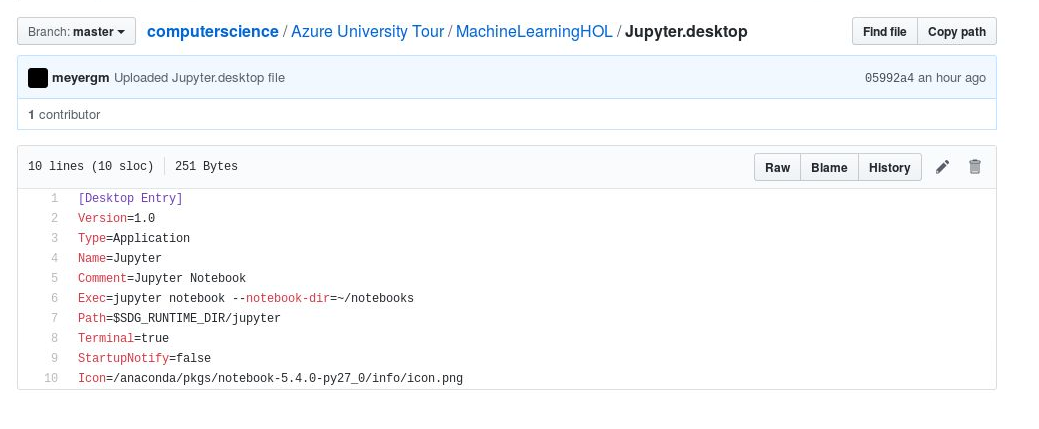 Branch: master computerscience / Azure University Tour / MachineLearningHOL / Jupyter.desktop Find file Copy path
meyergm Uploaded Jupyter.desktop file 05992a4 an hour ago
1 contributor
10 lines (10 sloc) 251 Bytes Raw Blame History
1 [Desktop Entry]
2 Version=1.0
3 Type=Application
4 Name=Jupyter
5 Comment=Jupyter Notebook
6 Exec=jupyter notebook --notebook-dir=~/notebooks
7 Path=$SDG_RUNTIME_DIR/jupyter
8 Terminal=true
9 StartupNotify=false
10 Icon=/anaconda/pkgs/notebook-5.4.0-py27_0/info/icon.png